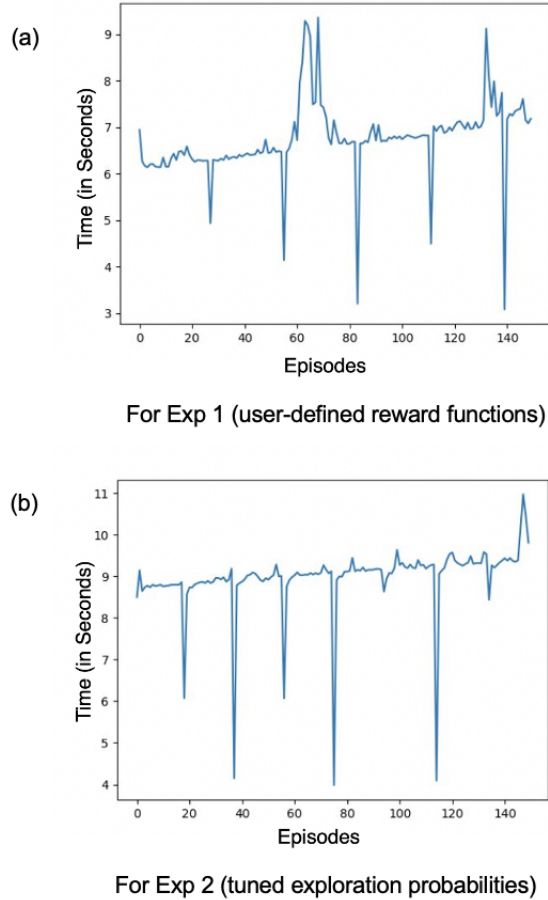 (a)
9
8
7
6
5
4
3
Time (in Seconds)
0 20 40 60 80 100 120 140
Episodes
For Exp 1 (user-defined reward functions)
(b)
11
10
9
8
7
6
5
4
Time (in Seconds)
0 20 40 60 80 100 120 140
Episodes
For Exp 2 (tuned exploration probabilities)